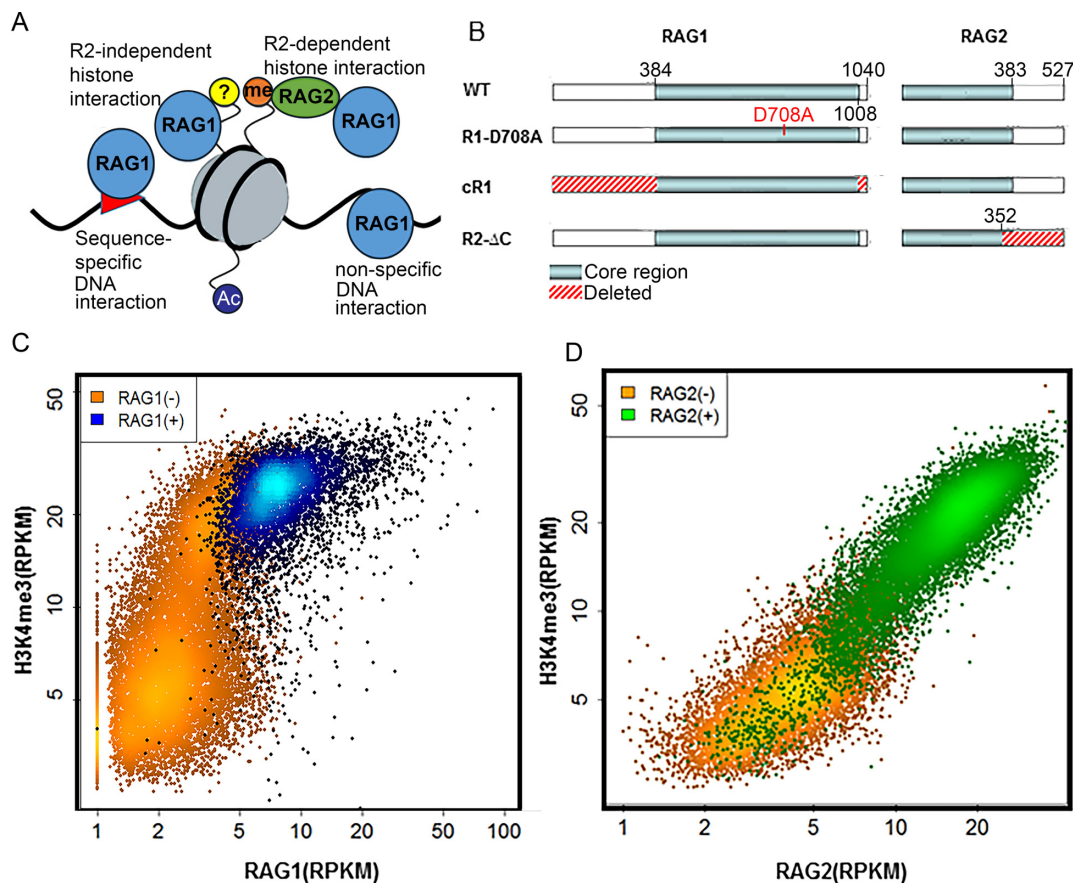 A
R2-independent
histone
interaction
R2-dependent
histone interaction
?
me
RAG2
RAG1
RAG1
RAG1
RAG1
Sequence-
specific
DNA
interaction
Ac
non-specific
DNA
interaction
B
RAG1
RAG2
384
1040
383
527
WT
D708A
1008
R1-D708A
cR1
352
R2-ΔC
Core region
Deleted
C
RAG1(-)
RAG1(+)
H3K4me3(RPKM)
50
20
10
5
1
2
5
10
20
50
100
RAG1(RPKM)
D
RAG2(-)
RAG2(+)
H3K4me3(RPKM)
50
20
10
5
1
2
5
10
20
RAG2(RPKM)